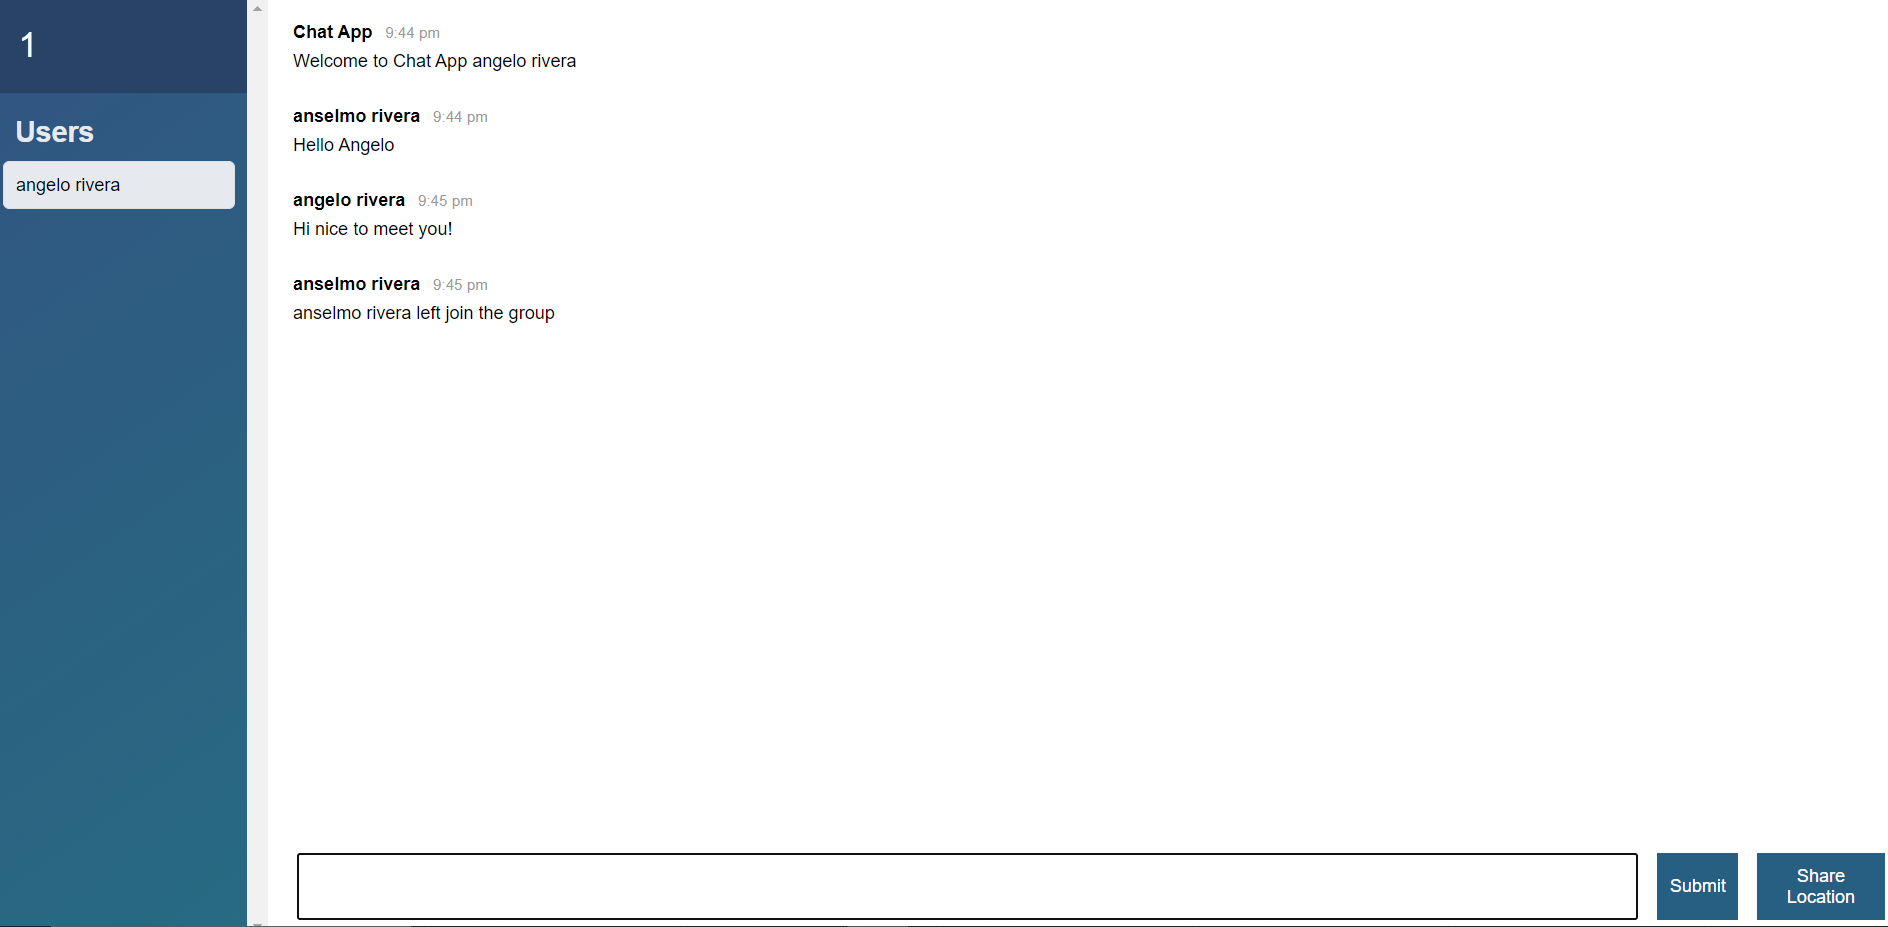 1
Users
angelo rivera
Chat App 9:44 pm
Welcome to Chat App angelo rivera
anselmo rivera 9:44 pm
Hello Angelo
angelo rivera 9:45 pm
Hi nice to meet you!
anselmo rivera 9:45 pm
anselmo rivera left join the group
Submit
Share
Location